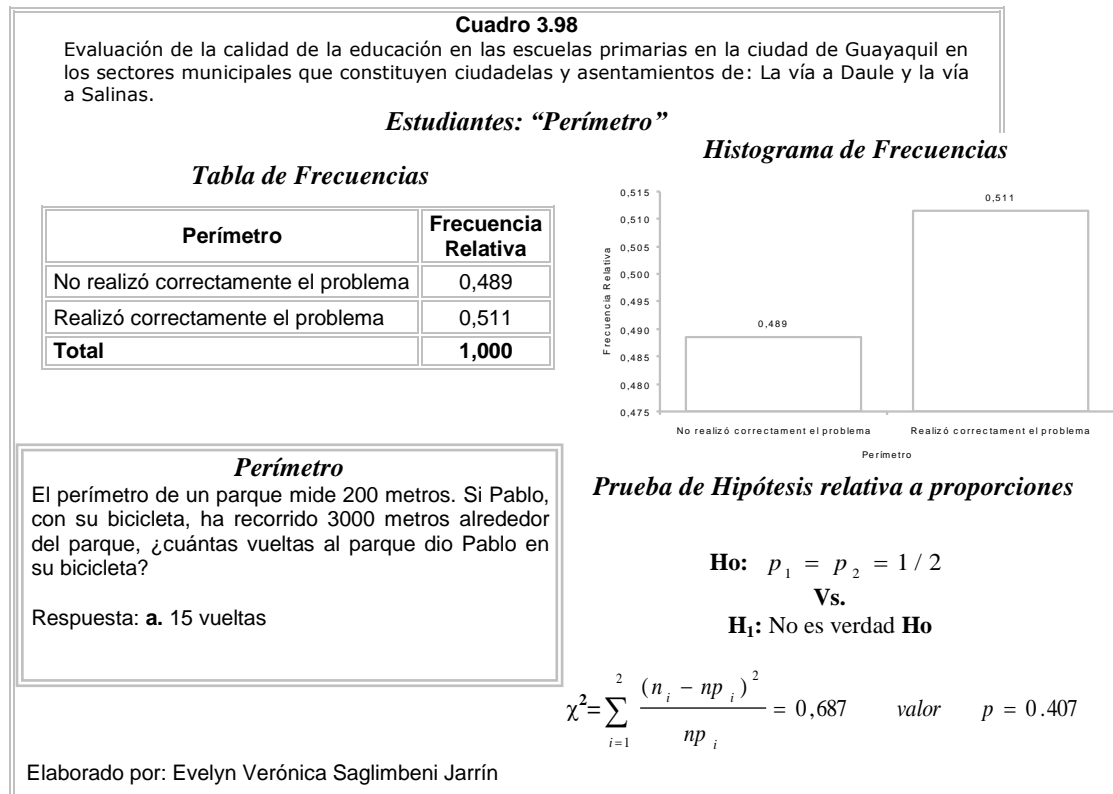 Cuadro 3.98
Evaluación de la calidad de la educación en las escuelas primarias en la ciudad de Guayaquil en
los sectores municipales que constituyen ciudadelas y asentamientos de: La vía a Daule y la vía
a Salinas.
Estudiantes: “Perímetro”
Tabla de Frecuencias
Perímetro Frecuencia Relativa
No realizó correctamente el problema 0,489
Realizó correctamente el problema 0,511
Total 1,000
Histograma de Frecuencias
0,515
0,510
0,505
0,500
0,495
0,490
0,485
0,480
0,475
Frecuencia Relativa
0,489
0,511
No realizó correctament el problema Realizó correctament el problema
Perímetro
Perímetro
El perímetro de un parque mide 200 metros. Si Pablo,
con su bicicleta, ha recorrido 3000 metros alrededor
del parque, ¿cuántas vueltas al parque dio Pablo en
su bicicleta?
Respuesta: a. 15 vueltas
Prueba de Hipótesis relativa a proporciones
Ho: p₁ = p₂ = 1 / 2
Vs.
H₁: No es verdad Ho
χ²=∑ᵢ₌₁² (nᵢ − npᵢ)² / npᵢ = 0,687 valor p = 0.407
Elaborado por: Evelyn Verónica Saglimbeni Jarrín